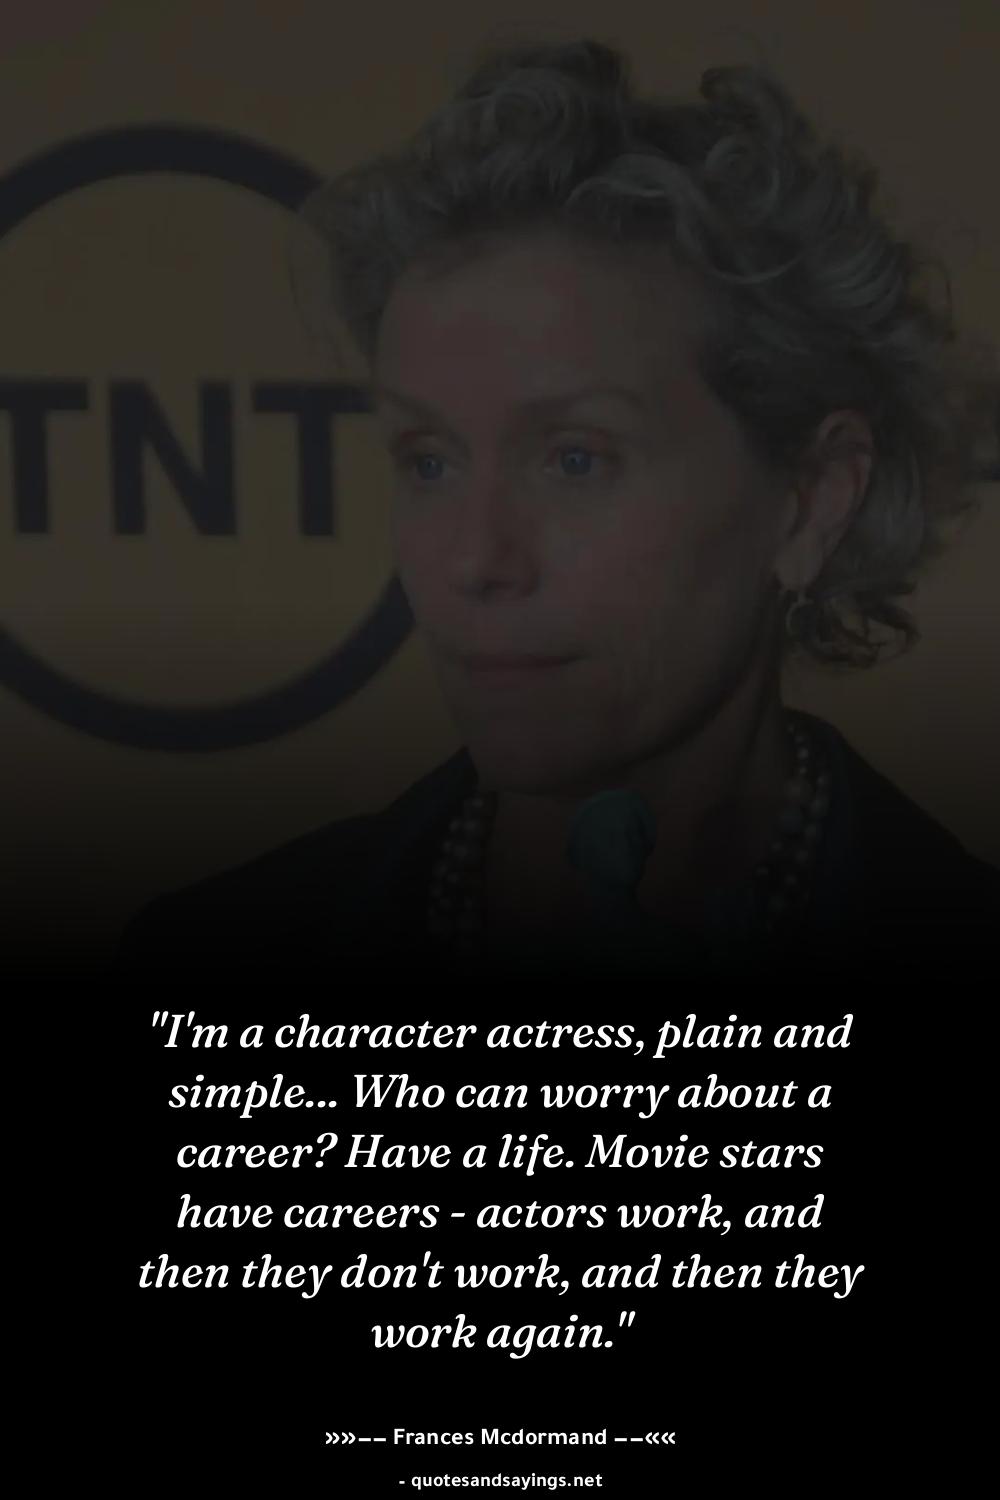 TNT
"I'm a character actress, plain and
simple... Who can worry about a
career? Have a life. Movie stars
have careers - actors work, and
then they don't work, and then they
work again."
»»−− Frances Mcdormand −−««
- quotesandsayings.net